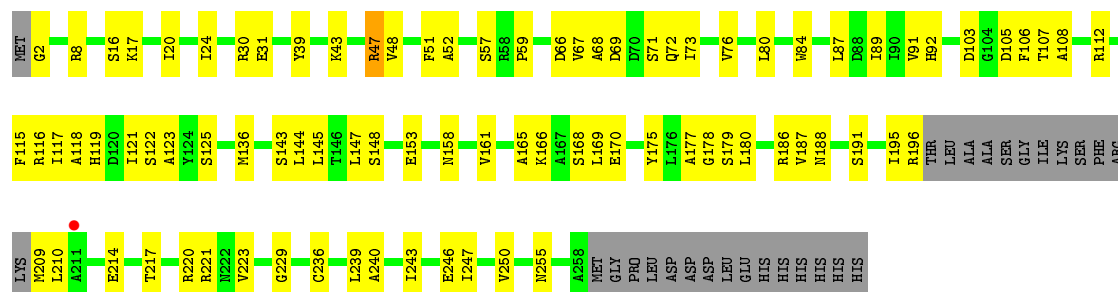 MET G2 R8 S16 K17 I20 I24 R30 E31 Y39 K43 R47 V48 F51 A52 S57 R58 P59 D66 V67 A68 D69 D70 S71 Q72 I73 V76 L80 W84 L87 D88 I89 I90 V91 H92 D103 G104 D105 F106 T107 A108 R112
F115 R116 I117 A118 H119 D120 I121 S122 A123 Y124 S125 M136 S143 L144 L145 T146 L147 S148 E153 N158 V161 A165 K166 A167 S168 L169 E170 Y175 L176 A177 G178 S179 L180 R186 V187 N188 S191 I195 R196 THR LEU ALA ALA SER GLY ILE LYS SER PHE ARG
LYS M209 L210 A211 E214 T217 R220 R221 N222 V223 G229 C236 L239 A240 I243 E246 I247 V250 N255 A258 MET GLY PRO LEU ASP ASP ASP LEU GLU HIS HIS HIS HIS HIS HIS